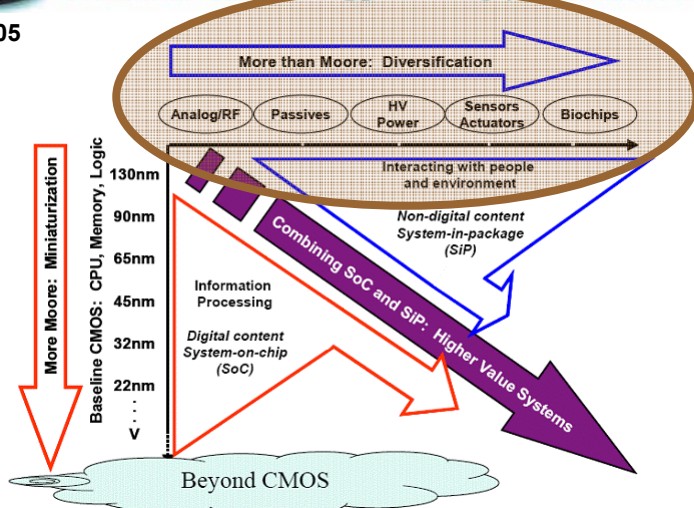 05
More than Moore: Diversification
Analog/RF
Passives
HV
Power
Sensors
Actuators
Biochips
Interacting with people
and environment
Non-digital content
System-in-package
(SiP)
More Moore: Miniaturization
Baseline CMOS: CPU, Memory, Logic
130nm
90nm
65nm
45nm
32nm
22nm
V
Information
Processing
Digital content
System-on-chip
(SoC)
Combining SoC and SiP: Higher Value Systems
Beyond CMOS